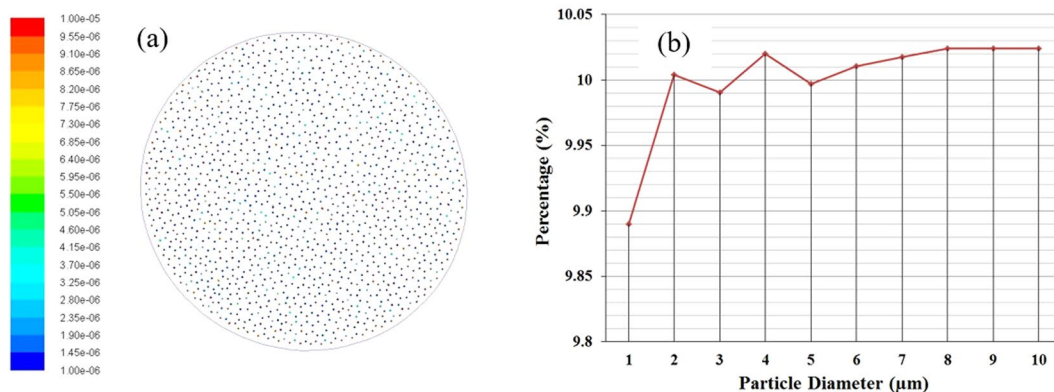 1.00e-05
9.55e-06
9.10e-06
8.65e-06
8.20e-06
7.75e-06
7.30e-06
6.85e-06
6.40e-06
5.95e-06
5.50e-06
5.05e-06
4.60e-06
4.15e-06
3.70e-06
3.25e-06
2.80e-06
2.35e-06
1.90e-06
1.45e-06
1.00e-06
(a)
(b)
Percentage (%)
10.05
10
9.95
9.9
9.85
9.8
1 2 3 4 5 6 7 8 9 10
Particle Diameter (µm)